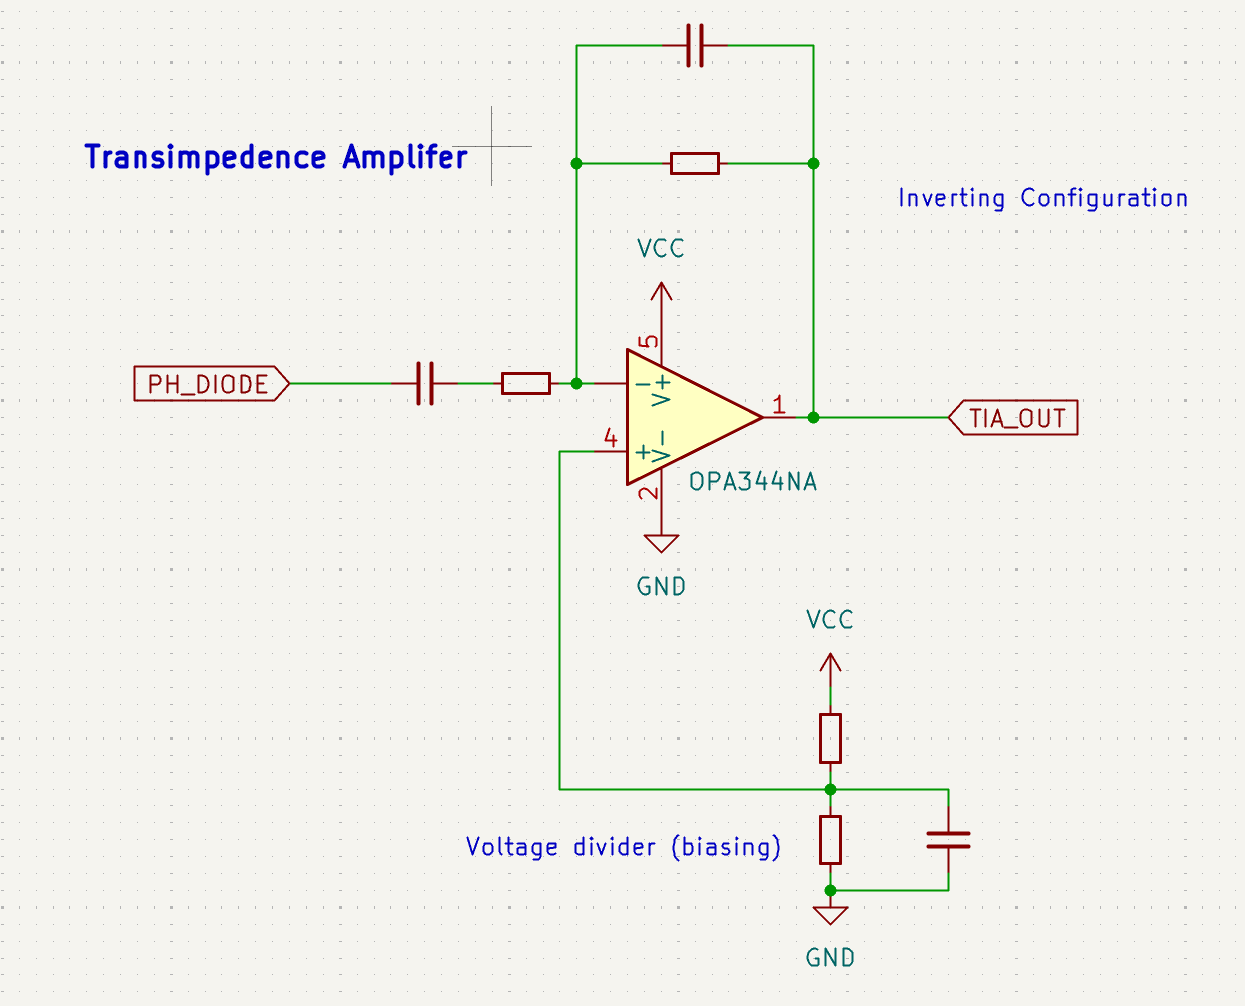 Transimpedence Amplifer
Inverting Configuration
VCC
5
PH_DIODE
−
V+
1
TIA_OUT
4
+
V−
OPA344NA
2
GND
VCC
Voltage divider (biasing)
GND